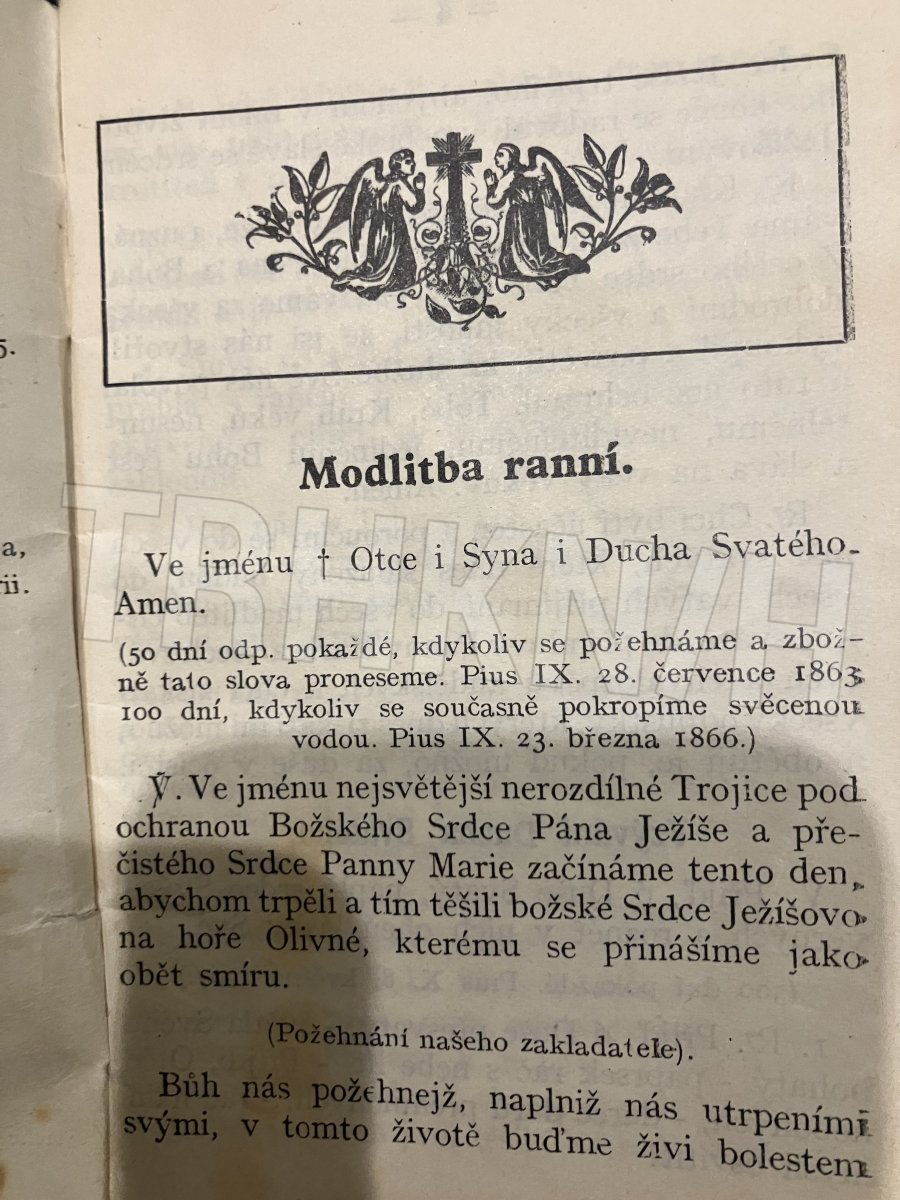 5.
a,
rii.
Modlitba ranní.
Ve jménu † Otce i Syna i Ducha Svatého.
Amen.
(50 dní odp. pokaždé, kdykoliv se požehnáme a zbož-
ně tato slova proneseme. Pius IX. 28. července 1863
100 dní, kdykoliv se současně pokropíme svěcenou
vodou. Pius IX. 23. března 1866.)
℣. Ve jménu nejsvětější nerozdílné Trojice pod
ochranou Božského Srdce Pána Ježíše a pře-
čistého Srdce Panny Marie začínáme tento den,
abychom trpěli a tím těšili božské Srdce Ježíšovo
na hoře Olivné, kterému se přinášíme jako
obět smíru.
(Požehnání našeho zakladatele).
Bůh nás požehnejž, naplniž nás utrpeními
svými, v tomto životě buďme živi bolestem